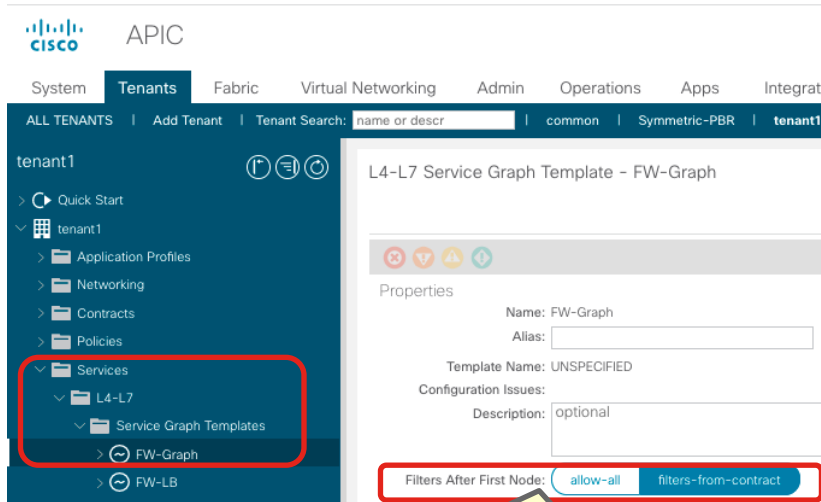 CISCO
APIC
System Tenants Fabric Virtual Networking Admin Operations Apps Integrat
ALL TENANTS | Add Tenant | Tenant Search: name or descr | common | Symmetric-PBR | tenant1
tenant1
Quick Start
tenant1
Application Profiles
Networking
Contracts
Policies
Services
L4-L7
Service Graph Templates
FW-Graph
FW-LB
L4-L7 Service Graph Template - FW-Graph
Properties
Name: FW-Graph
Alias:
Template Name: UNSPECIFIED
Configuration Issues:
Description: optional
Filters After First Node: allow-all filters-from-contract